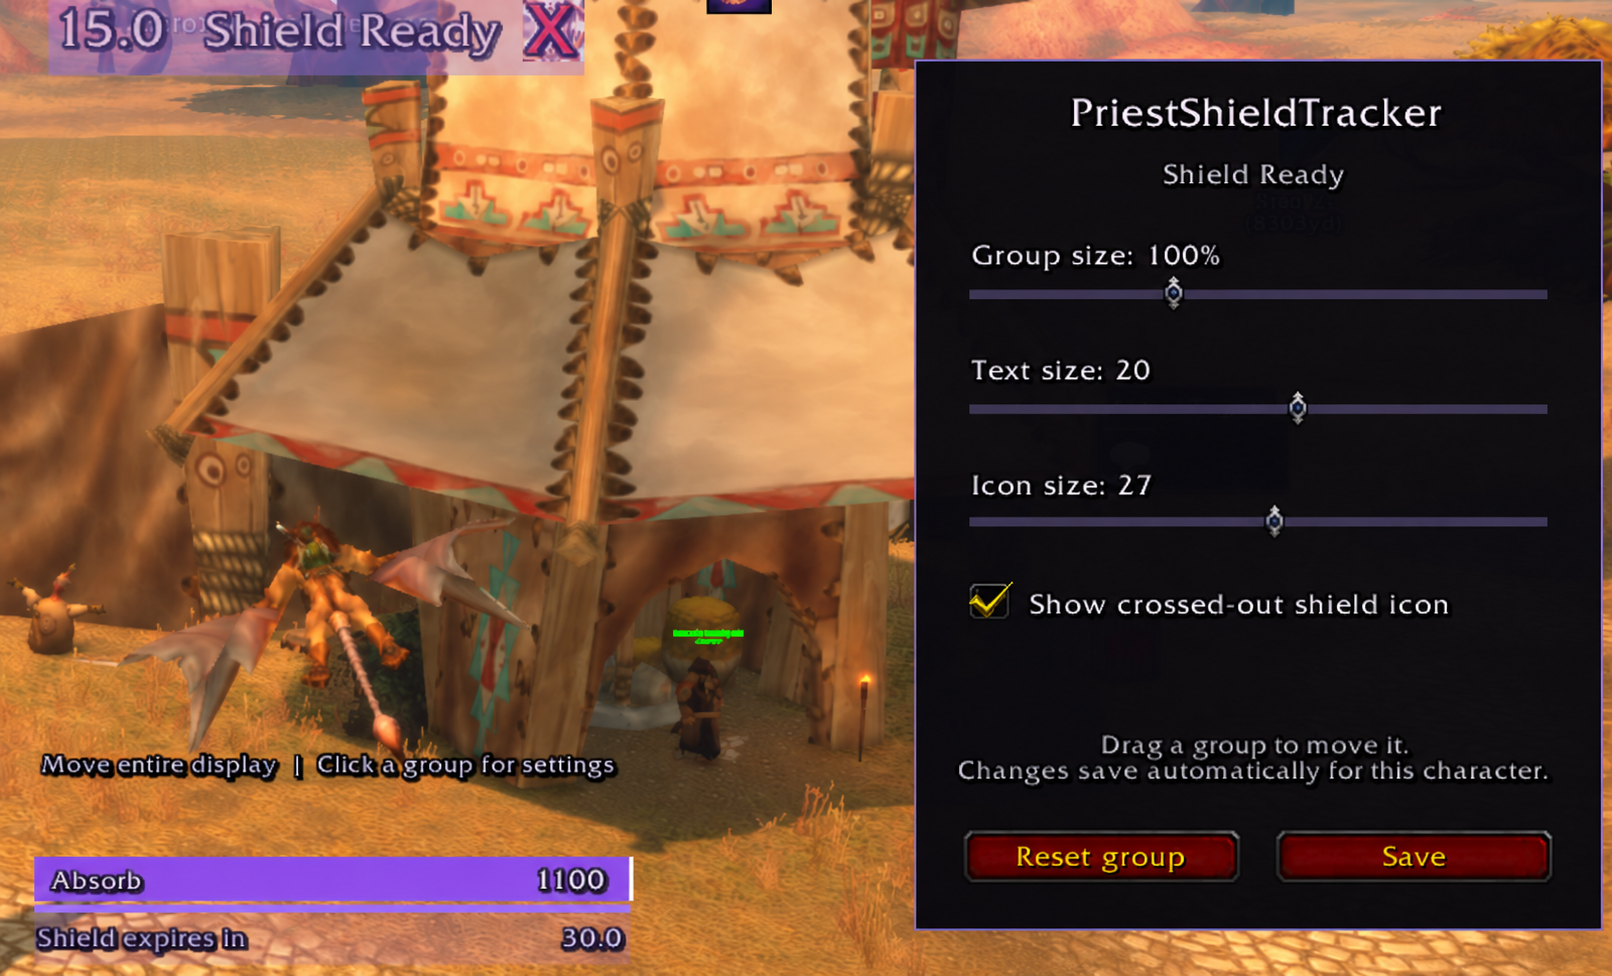 15.0 Shield Ready X
PriestShieldTracker
Shield Ready
Group size: 100%
Text size: 20
Icon size: 27
Show crossed-out shield icon
Drag a group to move it.
Changes save automatically for this character.
Reset group
Save
Move entire display | Click a group for settings
Absorb 1100
Shield expires in 30.0